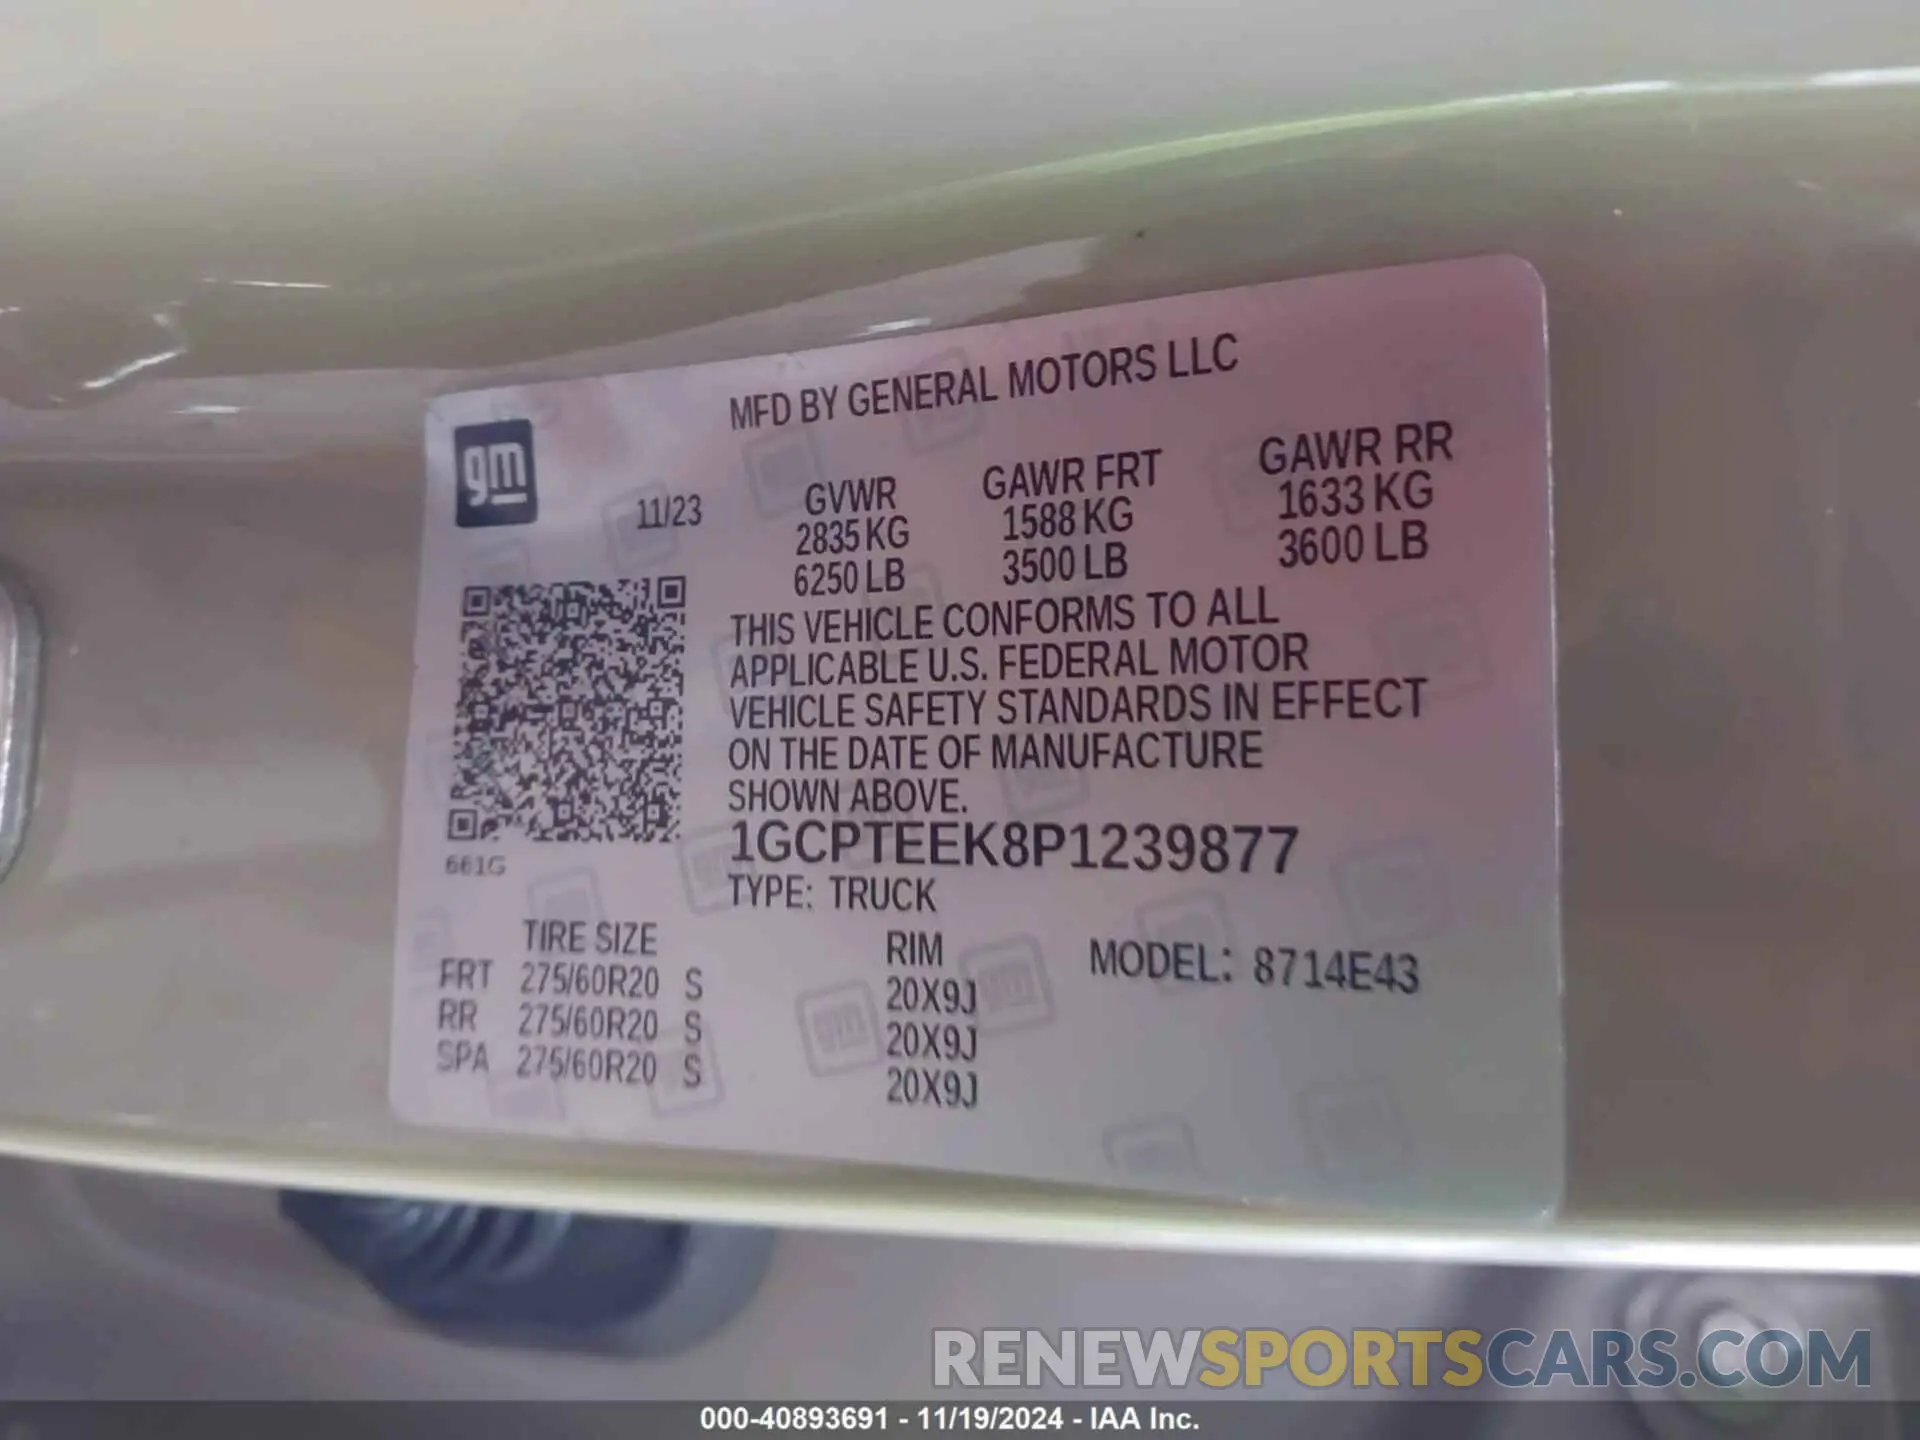 MFD BY GENERAL MOTORS LLC
gm
11/23
GVWR GAWR FRT GAWR RR
2835 KG 1588 KG 1633 KG
6250 LB 3500 LB 3600 LB
THIS VEHICLE CONFORMS TO ALL
APPLICABLE U.S. FEDERAL MOTOR
VEHICLE SAFETY STANDARDS IN EFFECT
ON THE DATE OF MANUFACTURE
SHOWN ABOVE.
661G
1GCPTEEK8P1239877
TYPE: TRUCK
TIRE SIZE RIM MODEL: 8714E43
FRT 275/60R20 S 20X9J
RR 275/60R20 S 20X9J
SPA 275/60R20 S 20X9J
RENEWSPORTSCARS.COM
000-40893691 - 11/19/2024 - IAA Inc.